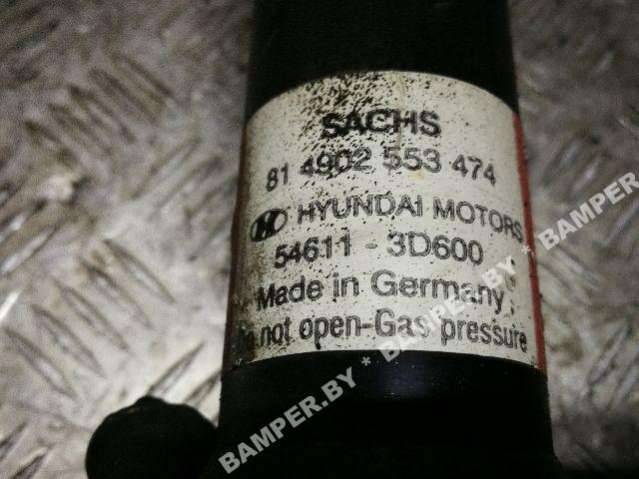 SACHS
81 4902 553 474
HYUNDAI MOTORS
54611 - 3D600
Made in Germany
not open-Gas pressure
BAMPER.BY * BAMPER.BY * BAMPER.BY